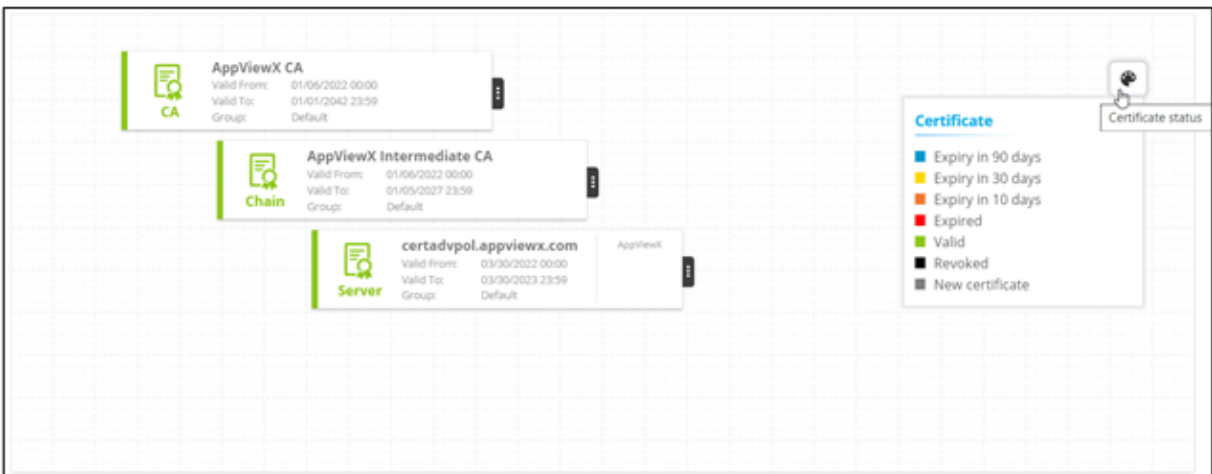 AppViewX CA
Valid From: 01/06/2022 00:00
Valid To: 01/01/2042 23:59
Group: Default
CA
AppViewX Intermediate CA
Valid From: 01/06/2022 00:00
Valid To: 01/05/2027 23:59
Group: Default
Chain
certadvpol.appviewx.com
AppViewX
Valid From: 03/30/2022 00:00
Valid To: 03/30/2023 23:59
Group: Default
Server
Certificate status
Certificate
Expiry in 90 days
Expiry in 30 days
Expiry in 10 days
Expired
Valid
Revoked
New certificate